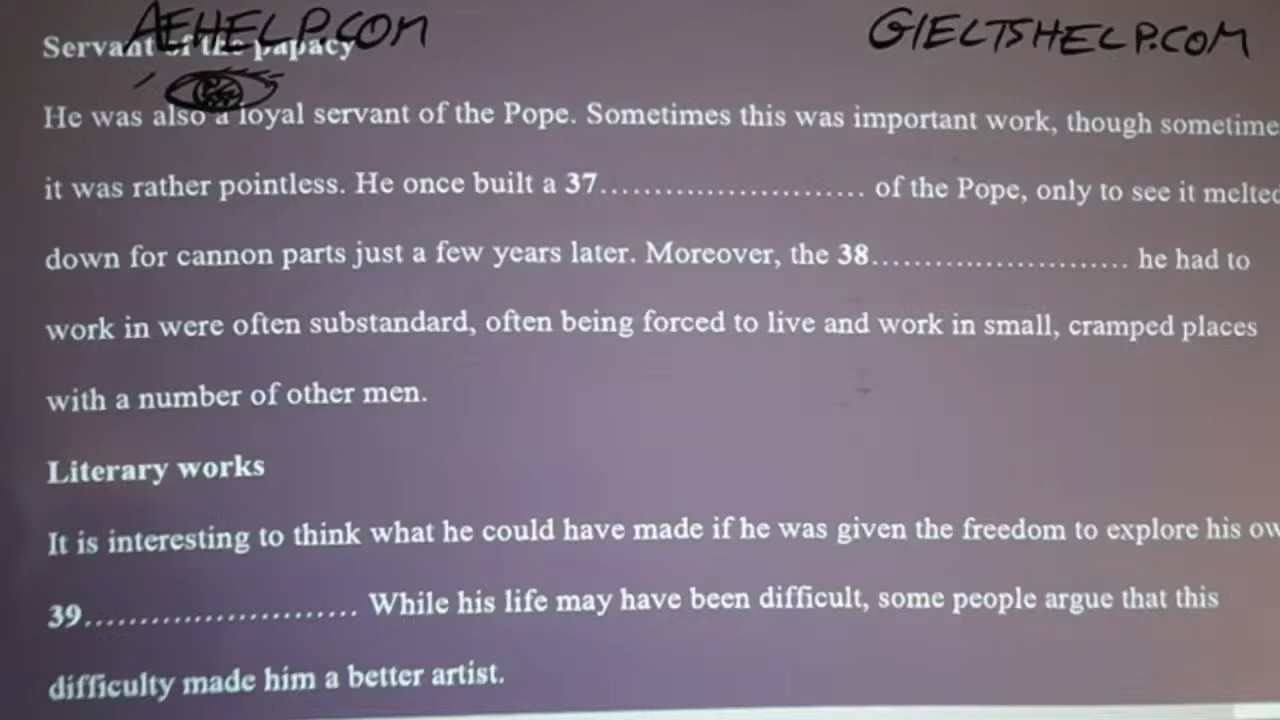 AEHELP.COM GIELTSHELP.COM
Servant of the papacy
He was also a loyal servant of the Pope. Sometimes this was important work, though sometime
it was rather pointless. He once built a 37........................... of the Pope, only to see it melted
down for cannon parts just a few years later. Moreover, the 38.......................... he had to
work in were often substandard, often being forced to live and work in small, cramped places
with a number of other men.
Literary works
It is interesting to think what he could have made if he was given the freedom to explore his ow
39........................... While his life may have been difficult, some people argue that this
difficulty made him a better artist.